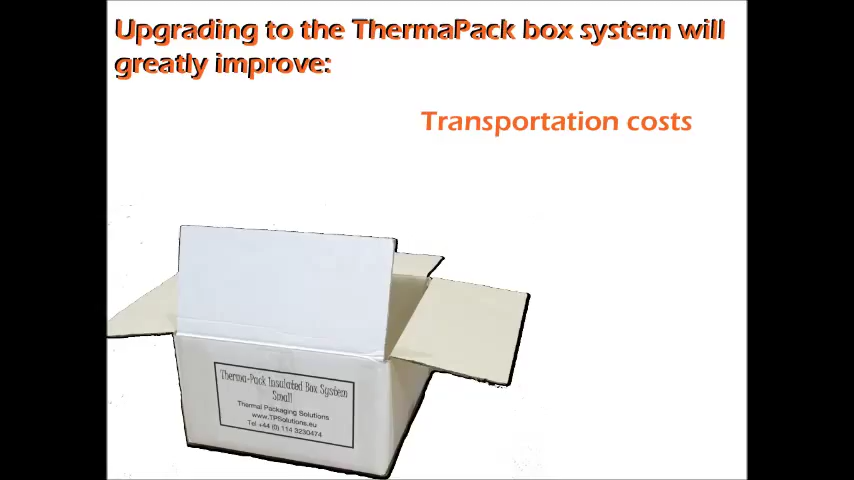 Upgrading to the ThermaPack box system will
greatly improve:
Transportation costs
Therma-Pack Insulated Box System
Small
Thermal Packaging Solutions
www.TPSolutions.eu
Tel +44 (0) 114 3230474